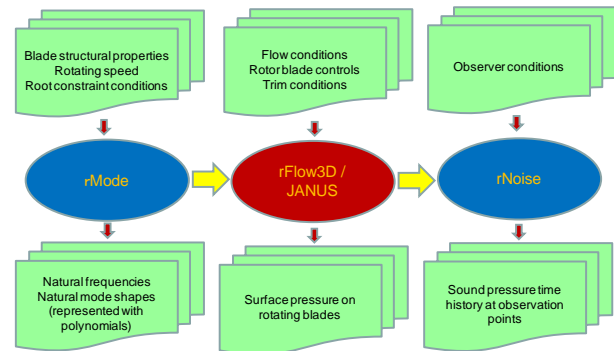 Blade structural properties
Rotating speed
Root constraint conditions
Flow conditions
Rotor blade controls
Trim conditions
Observer conditions
rMode
rFlow3D /
JANUS
rNoise
Natural frequencies
Natural mode shapes
(represented with
polynomials)
Surface pressure on
rotating blades
Sound pressure time
history at observation
points